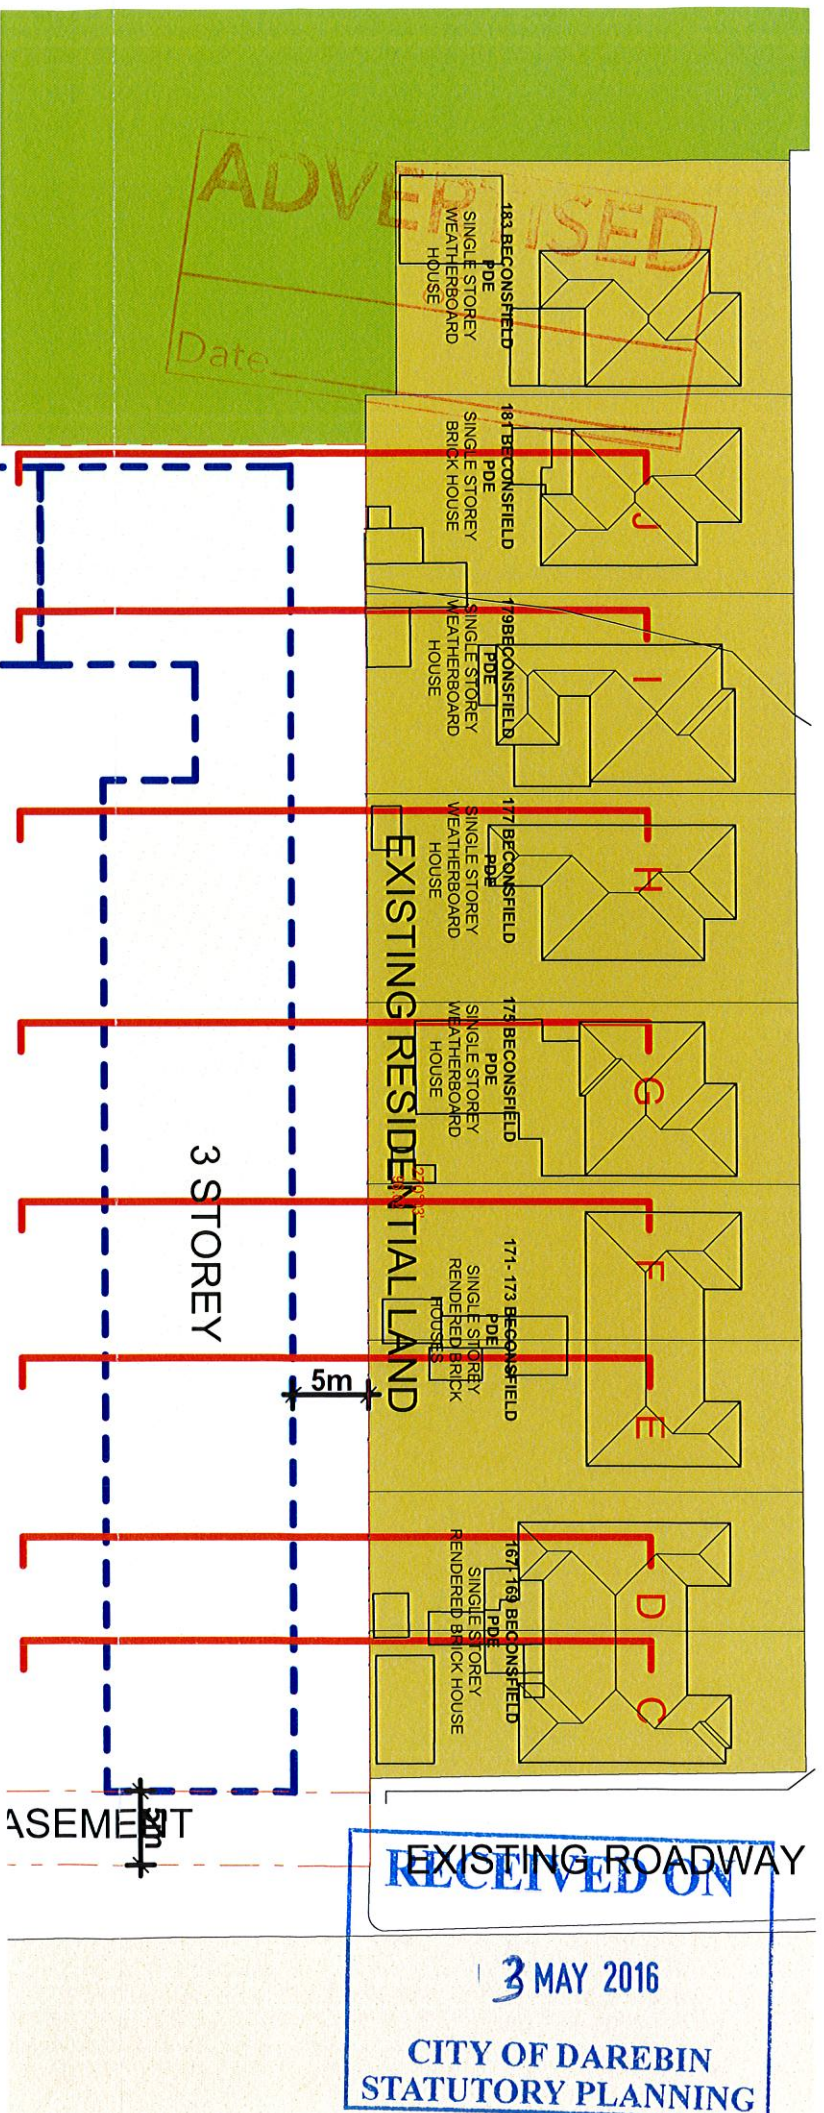 ADVERTISED
Date
183 BECONSFIELD
PDE
SINGLE STOREY
WEATHERBOARD
HOUSE
181 BECONSFIELD
PDE
SINGLE STOREY
BRICK HOUSE
J
179BECONSFIELD
PDE
SINGLE STOREY
WEATHERBOARD
HOUSE
I
177 BECONSFIELD
PDE
SINGLE STOREY
WEATHERBOARD
HOUSE
H
EXISTING RESIDENTIAL LAND
175 BECONSFIELD
PDE
SINGLE STOREY
WEATHERBOARD
HOUSE
G
3 STOREY
171- 173 BECONSFIELD
PDE
SINGLE STOREY
RENDERED BRICK
HOUSES
F
E
5m
167- 169 BECONSFIELD
PDE
SINGLE STOREY
RENDERED BRICK HOUSE
D
C
ASEMENT
EXISTING ROADWAY
RECEIVED ON
3 MAY 2016
CITY OF DAREBIN
STATUTORY PLANNING